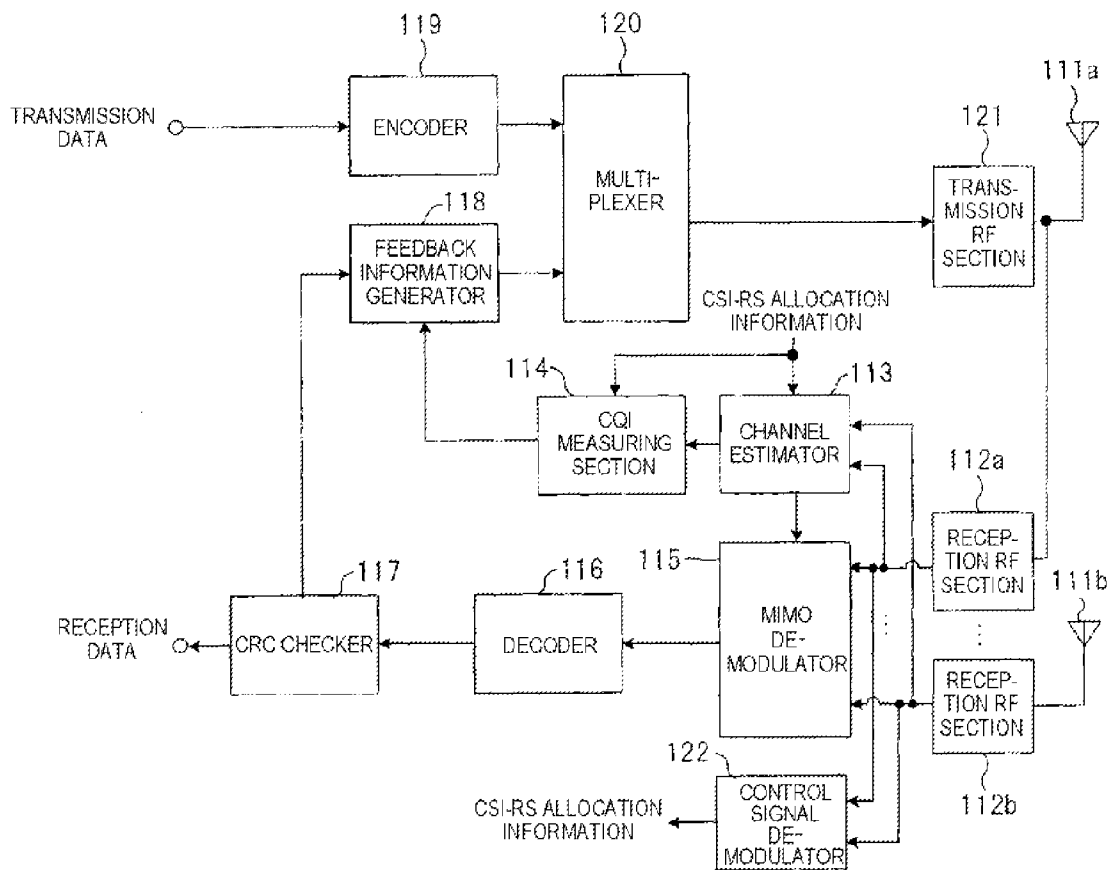 119
120
111a
TRANSMISSION
DATA
ENCODER
121
MULTI-
PLEXER
TRANS-
MISSION
RF
SECTION
118
FEEDBACK
INFORMATION
GENERATOR
CSI-RS ALLOCATION
INFORMATION
114
113
CQI
MEASURING
SECTION
CHANNEL
ESTIMATOR
112a
RECEP-
TION RF
SECTION
115
117
116
111b
MIMO
DE-
MODULATOR
RECEPTION
DATA
CRC CHECKER
DECODER
RECEP-
TION RF
SECTION
122
112b
CONTROL
SIGNAL
DE-
MODULATOR
CSI-RS ALLOCATION
INFORMATION